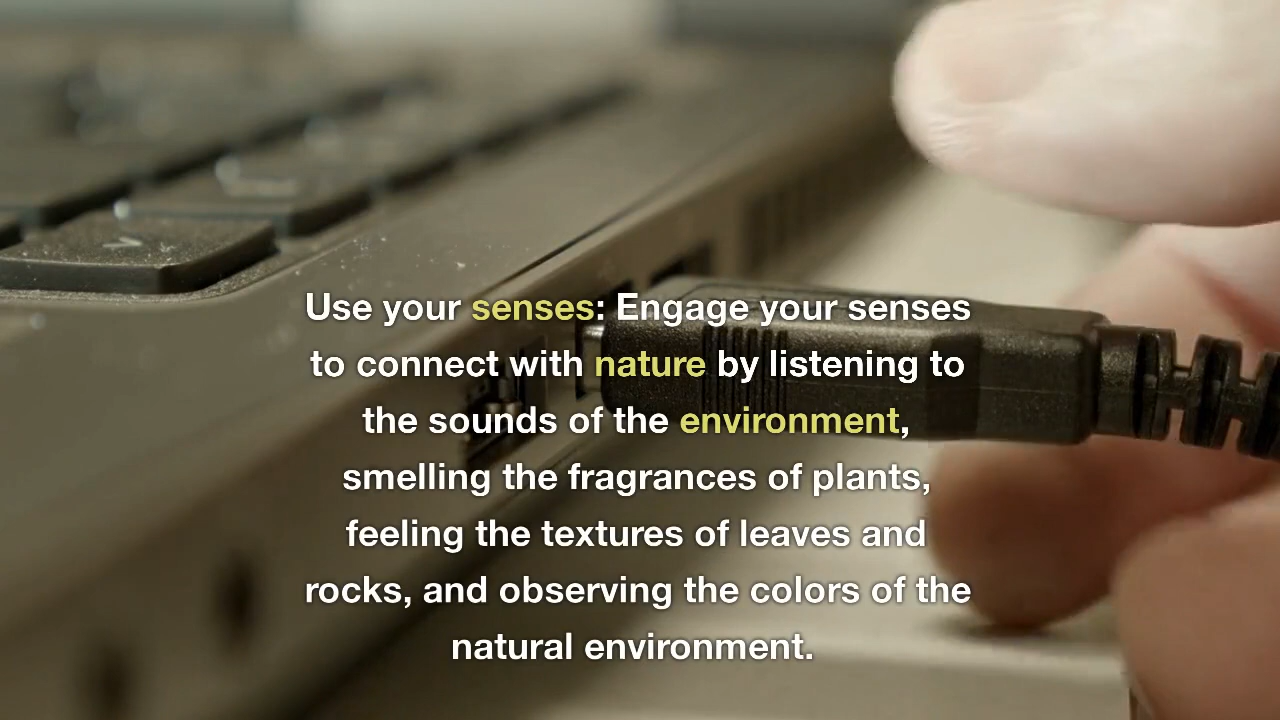 Use your senses: Engage your senses
to connect with nature by listening to
the sounds of the environment,
smelling the fragrances of plants,
feeling the textures of leaves and
rocks, and observing the colors of the
natural environment.